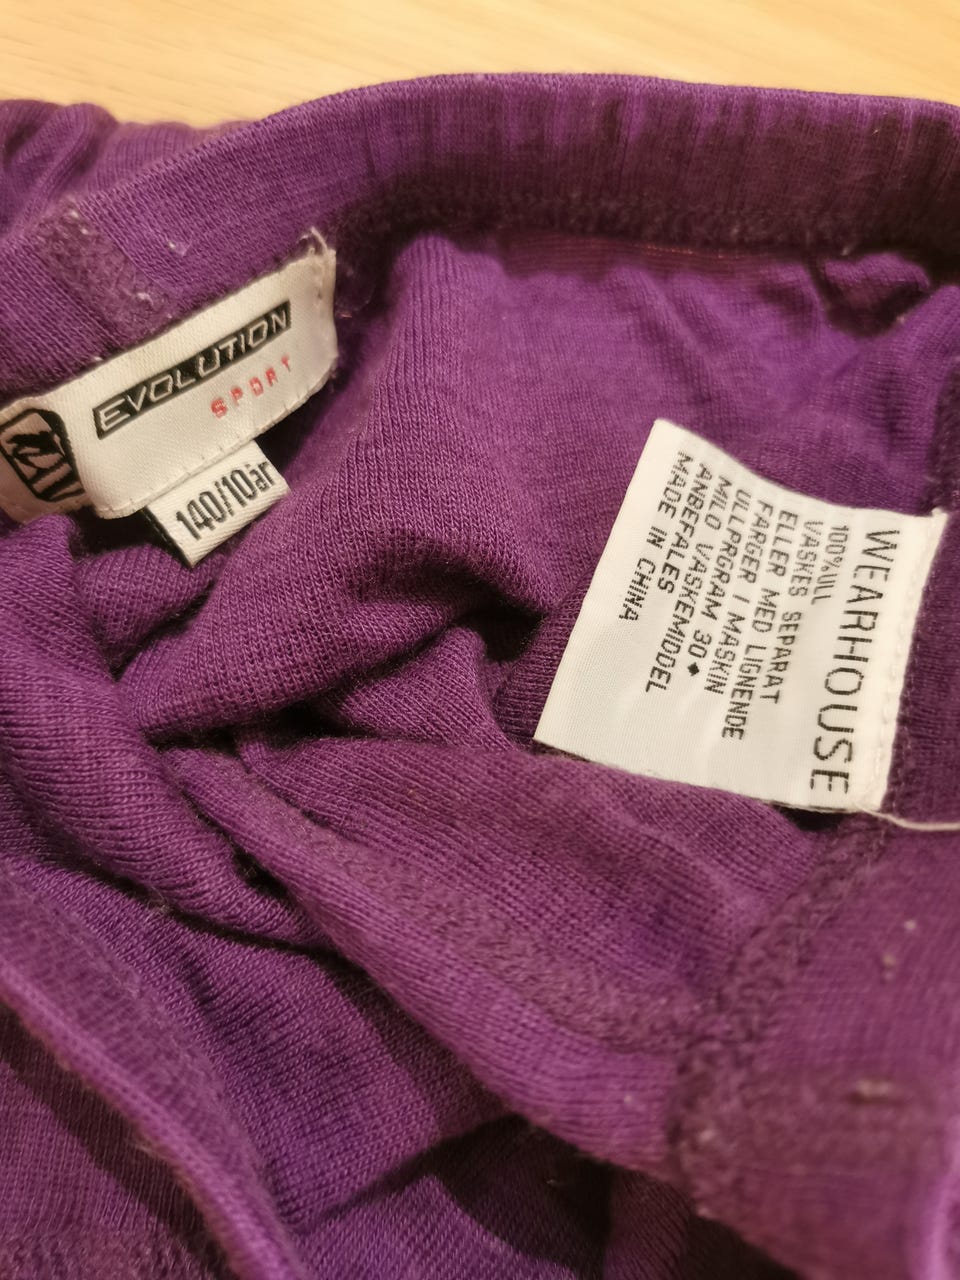 EVOLUTION
SPORT
140/10år
WEARHOUSE
100%ULL
VASKES SEPARAT
ELLER MED LIGNENDE
FARGER I MASKIN
ULLPRGRAM 30◆
MILD VASKEMIDDEL
ANBEFALES
MADE IN CHINA